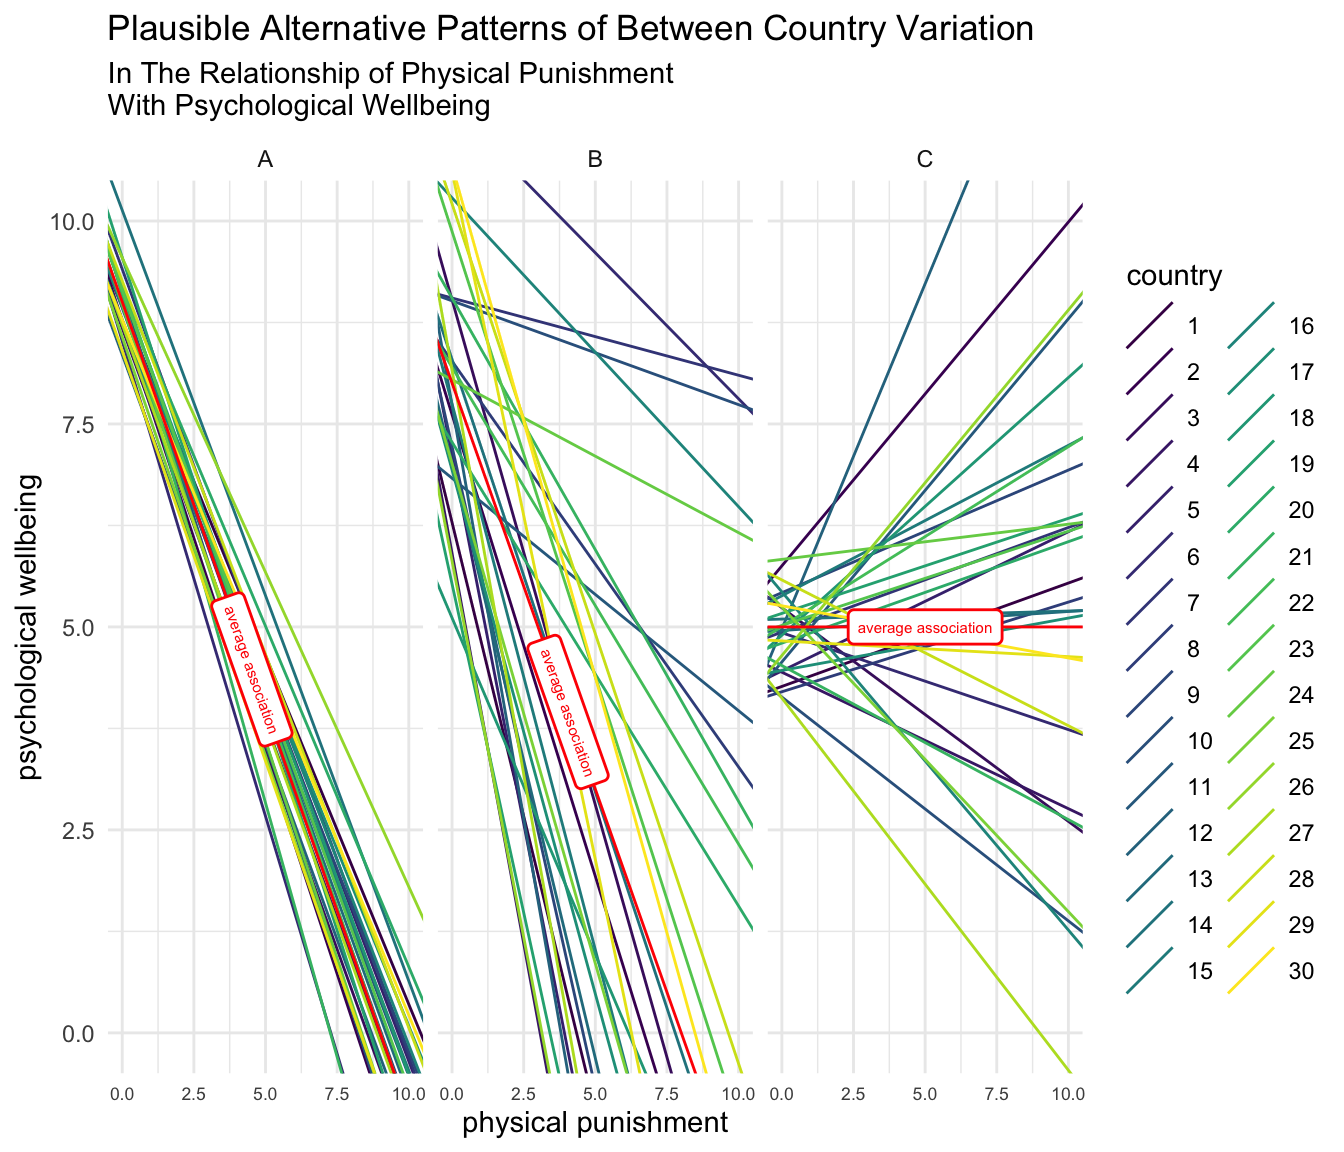 Plausible Alternative Patterns of Between Country Variation
In The Relationship of Physical Punishment
With Psychological Wellbeing
A
B
C
psychological wellbeing
10.0
7.5
5.0
2.5
0.0
average association
average association
average association
0.0 2.5 5.0 7.5 10.0
0.0 2.5 5.0 7.5 10.0
0.0 2.5 5.0 7.5 10.0
physical punishment
country
1
2
3
4
5
6
7
8
9
10
11
12
13
14
15
16
17
18
19
20
21
22
23
24
25
26
27
28
29
30